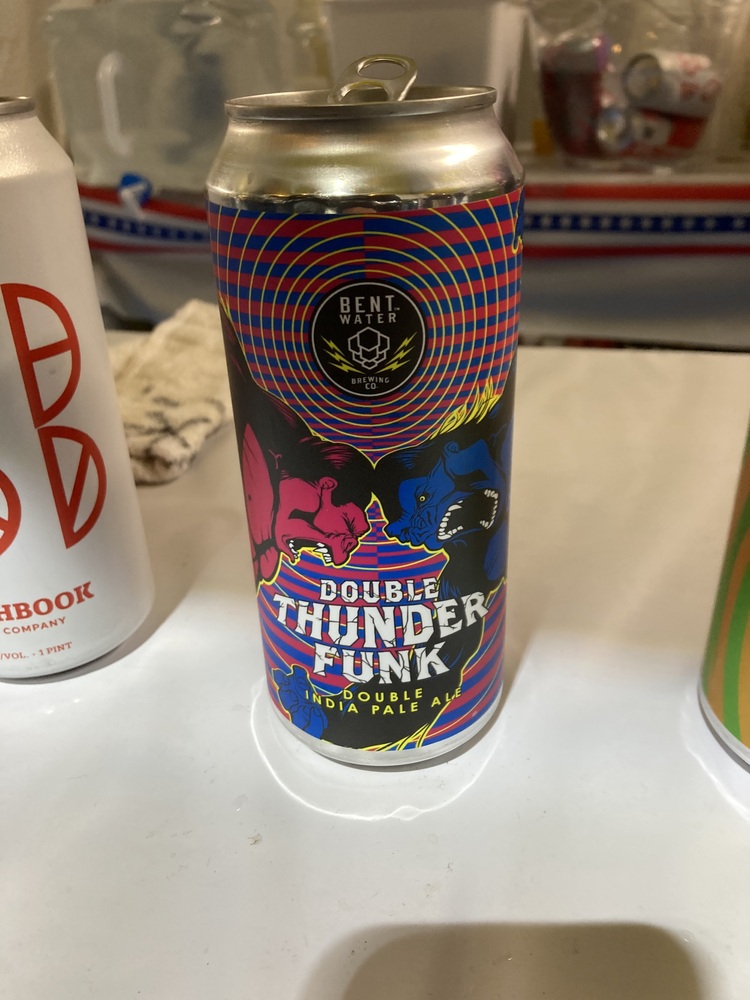 BENT
WATER
BREWING
CO
DOUBLE
THUNDER
FUNK
DOUBLE
INDIA PALE ALE
HBOOK
COMPANY
/VOL. · 1 PINT